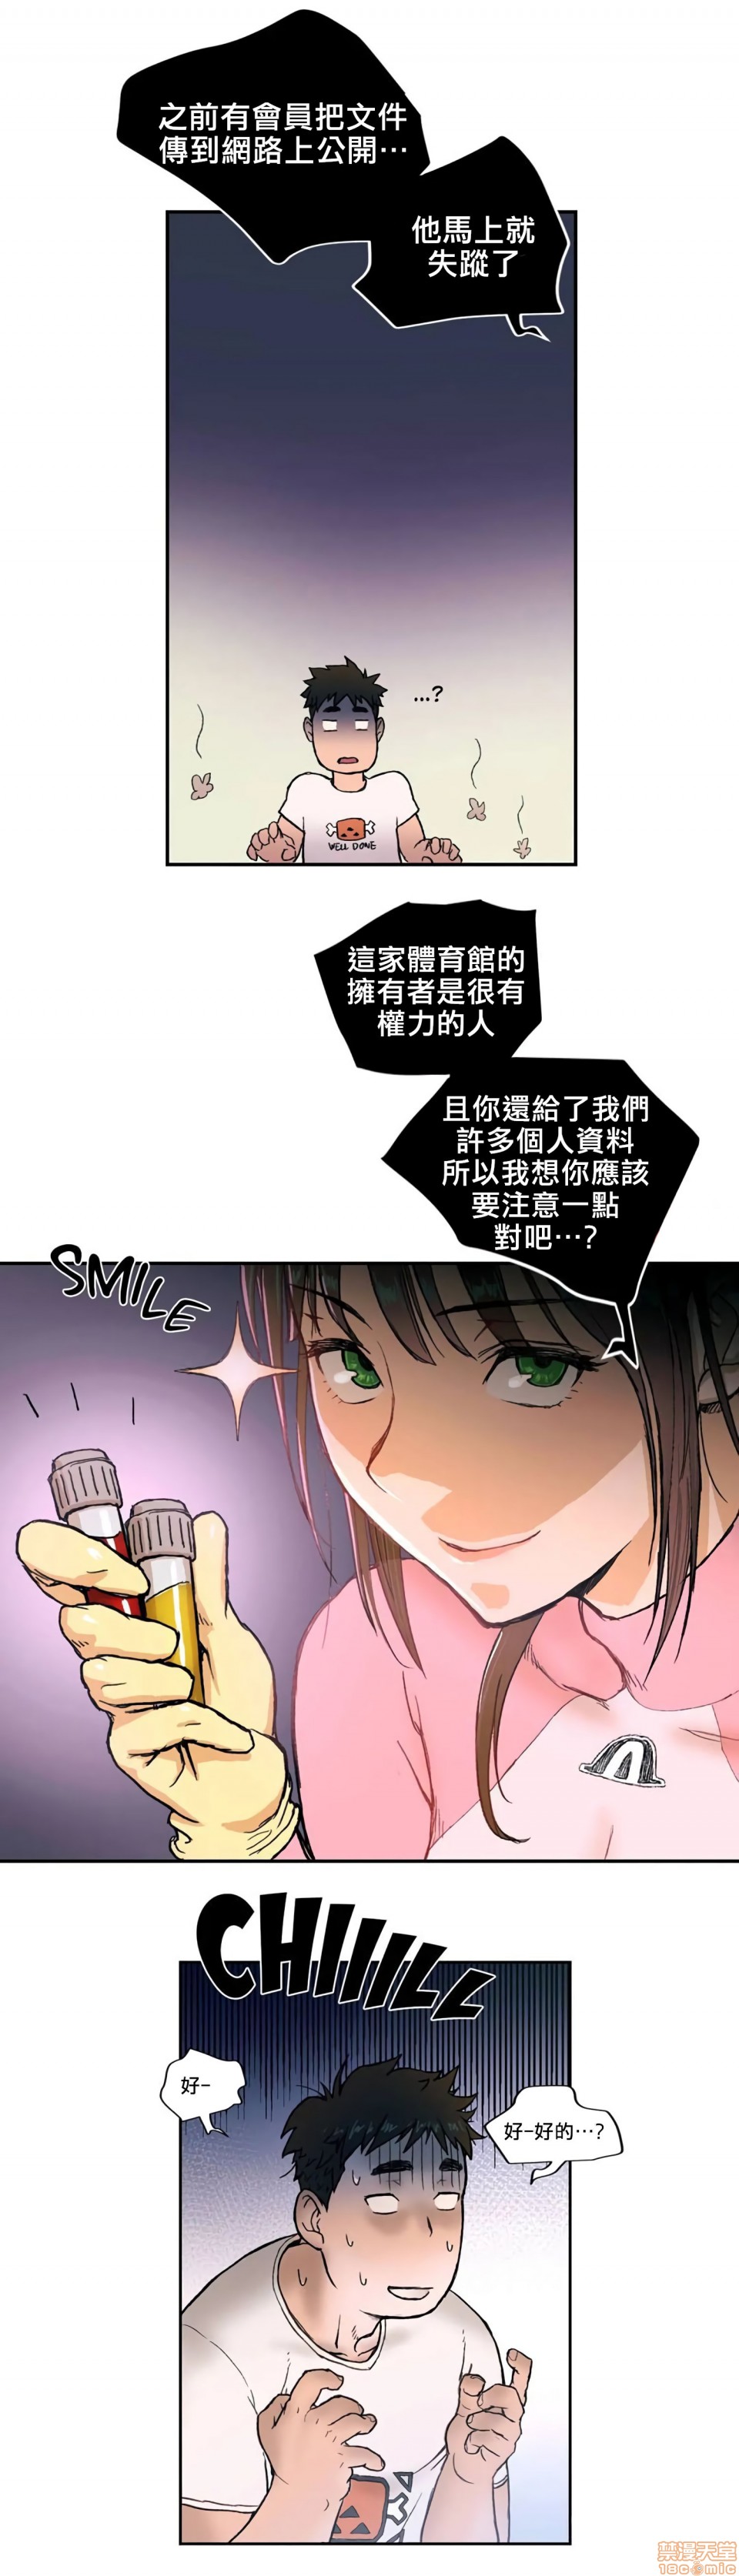 之前有會員把文件
傳到網路上公開…
他馬上就
失蹤了
...?
WELL DONE
這家體育館的
擁有者是很有
權力的人
且你還給了我們
許多個人資料
所以我想你應該
要注意一點
對吧…?
SMILE
CHIIILL
好-
好-好的…?
禁漫天堂
18comic